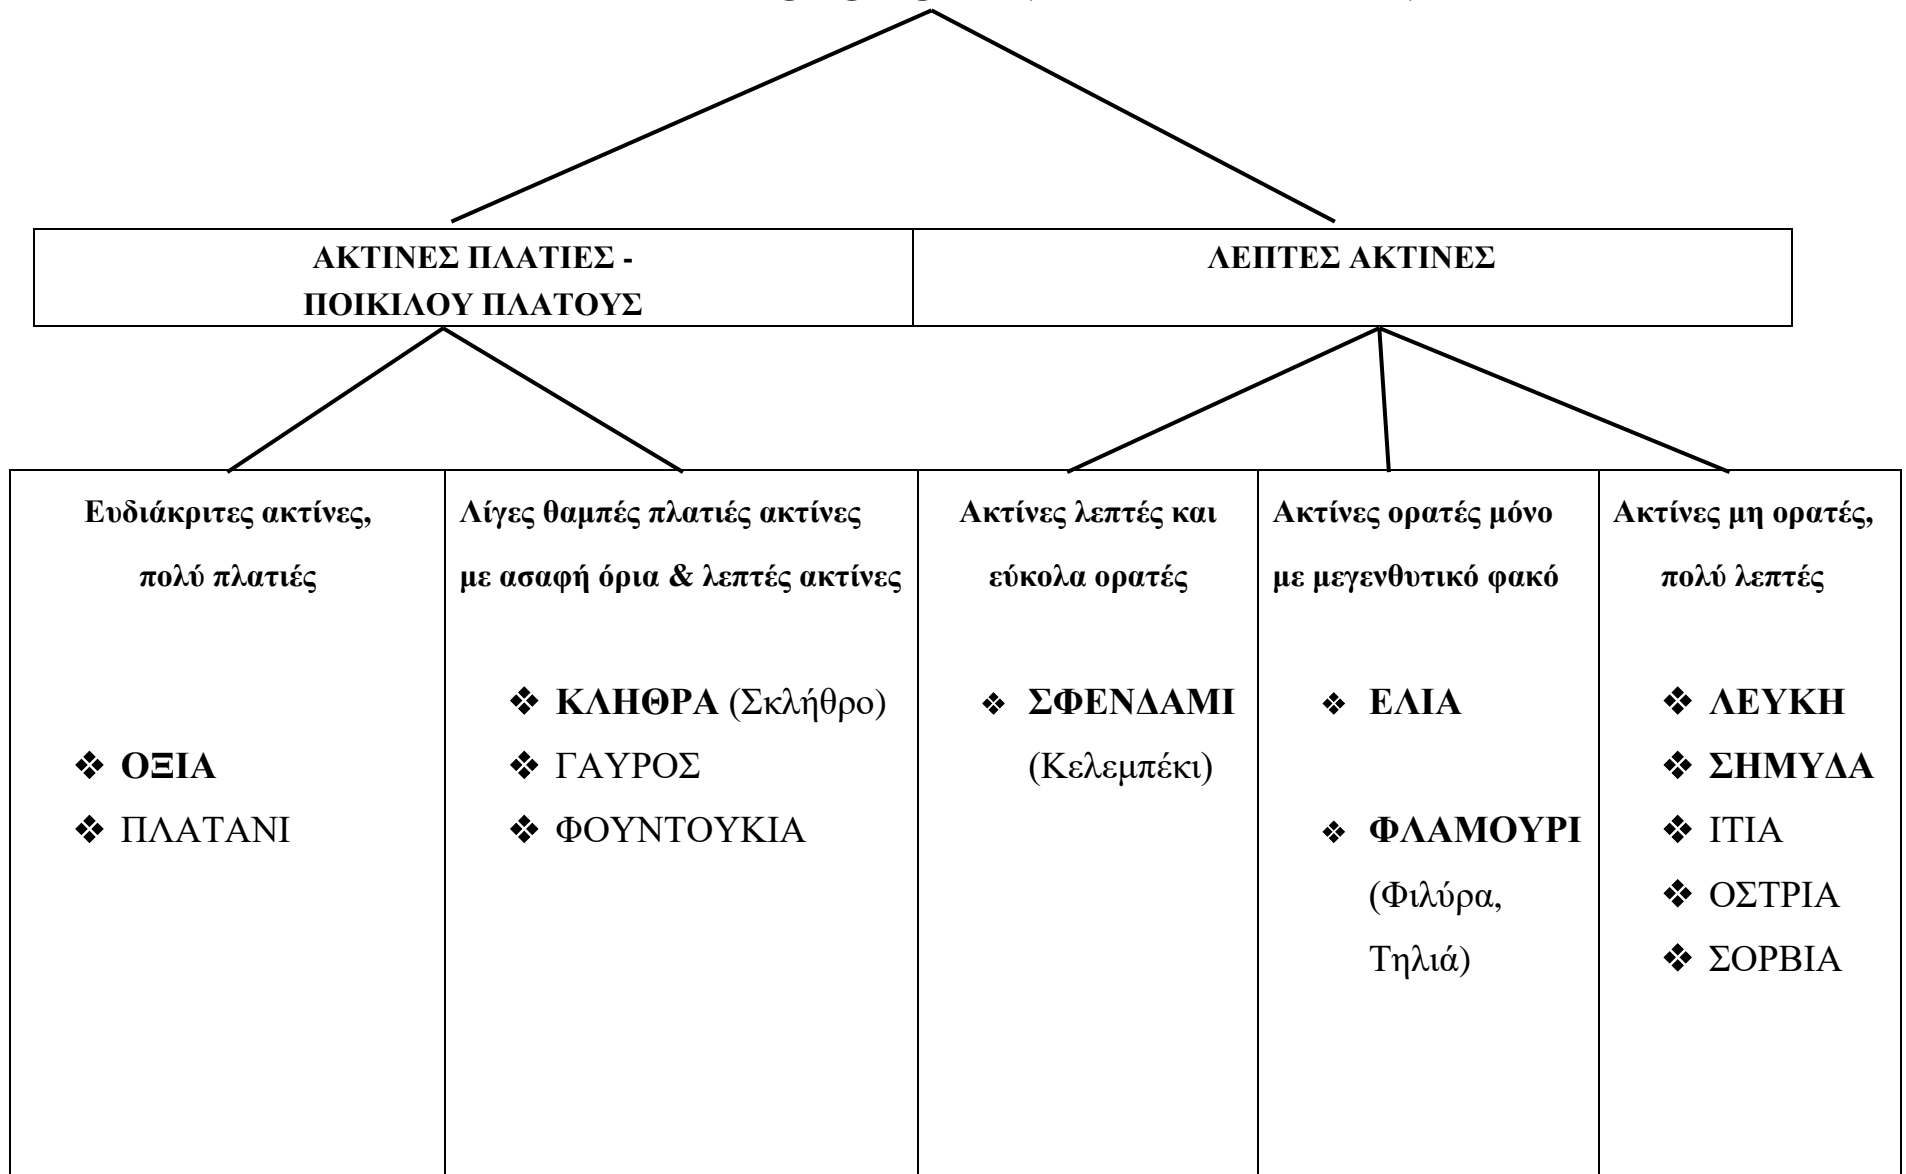 ΑΚΤΙΝΕΣ ΠΛΑΤΙΕΣ -
ΠΟΙΚΙΛΟΥ ΠΛΑΤΟΥΣ
ΛΕΠΤΕΣ ΑΚΤΙΝΕΣ
Ευδιάκριτες ακτίνες,
πολύ πλατιές
❖ ΟΞΙΑ
❖ ΠΛΑΤΑΝΙ
Λίγες θαμπές πλατιές ακτίνες
με ασαφή όρια & λεπτές ακτίνες
❖ ΚΛΗΘΡΑ (Σκλήθρο)
❖ ΓΑΥΡΟΣ
❖ ΦΟΥΝΤΟΥΚΙΑ
Ακτίνες λεπτές και
εύκολα ορατές
❖ ΣΦΕΝΔΑΜΙ
(Κελεμπέκι)
Ακτίνες ορατές μόνο
με μεγενθυτικό φακό
❖ ΕΛΙΑ
❖ ΦΛΑΜΟΥΡΙ
(Φιλύρα,
Τηλιά)
Ακτίνες μη ορατές,
πολύ λεπτές
❖ ΛΕΥΚΗ
❖ ΣΗΜΥΔΑ
❖ ΙΤΙΑ
❖ ΟΣΤΡΙΑ
❖ ΣΟΡΒΙΑ